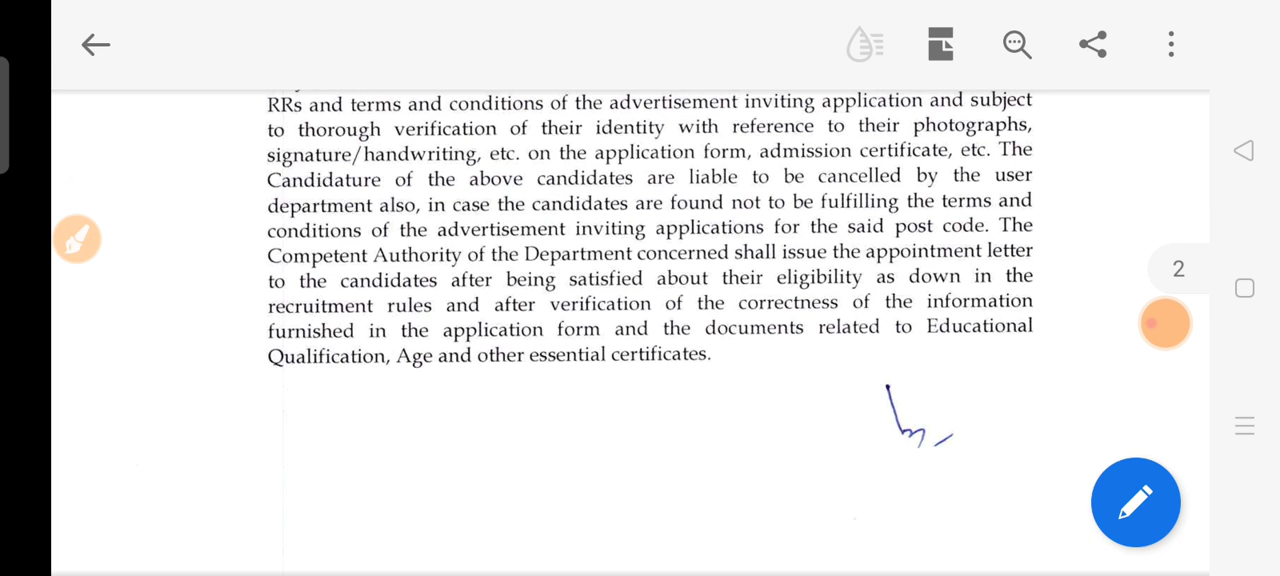 RRs and terms and conditions of the advertisement inviting application and subject
to thorough verification of their identity with reference to their photographs,
signature/handwriting, etc. on the application form, admission certificate, etc. The
Candidature of the above candidates are liable to be cancelled by the user
department also, in case the candidates are found not to be fulfilling the terms and
conditions of the advertisement inviting applications for the said post code. The
Competent Authority of the Department concerned shall issue the appointment letter
to the candidates after being satisfied about their eligibility as down in the
recruitment rules and after verification of the correctness of the information
furnished in the application form and the documents related to Educational
Qualification, Age and other essential certificates.
2